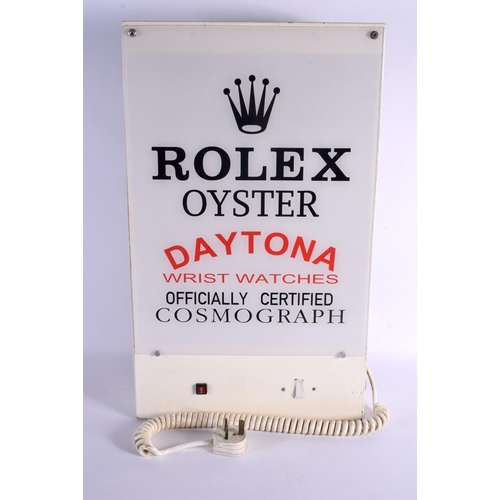 ROLEX
OYSTER
DAYTONA
WRIST WATCHES
OFFICIALLY CERTIFIED
COSMOGRAPH